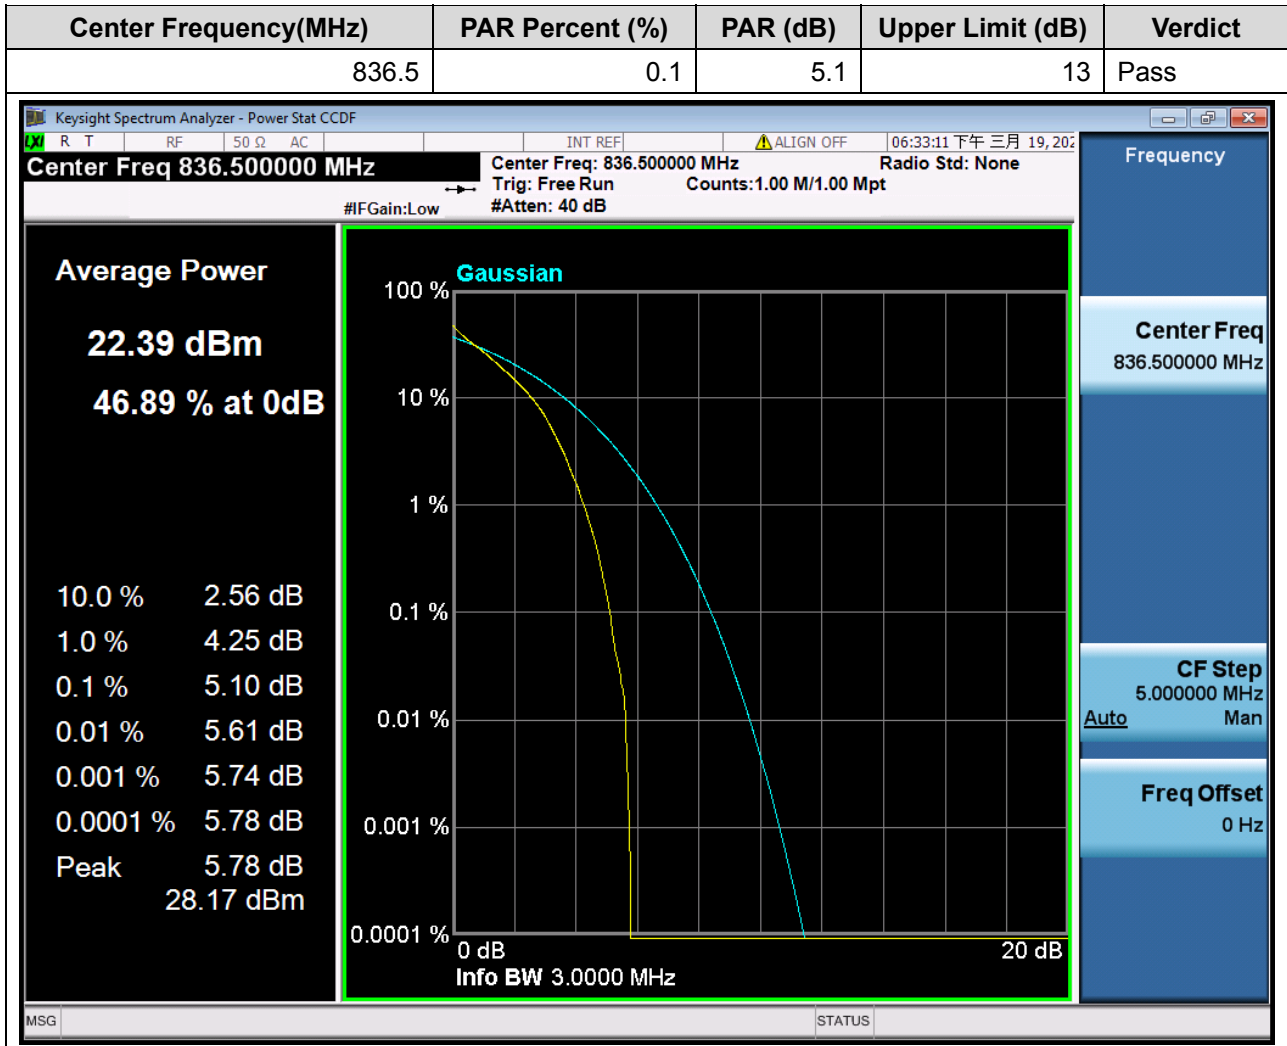 Center Frequency(MHz) PAR Percent (%) PAR (dB) Upper Limit (dB) Verdict
836.5 0.1 5.1 13 Pass
Keysight Spectrum Analyzer - Power Stat CCDF
LXI R T RF 50 Ω AC INT REF ALIGN OFF 06:33:11 下午 三月 19, 202
Center Freq 836.500000 MHz
Center Freq: 836.500000 MHz Radio Std: None
Trig: Free Run Counts:1.00 M/1.00 Mpt
#IFGain:Low #Atten: 40 dB
Average Power
22.39 dBm
46.89 % at 0dB
10.0 % 2.56 dB
1.0 % 4.25 dB
0.1 % 5.10 dB
0.01 % 5.61 dB
0.001 % 5.74 dB
0.0001 % 5.78 dB
Peak 5.78 dB
28.17 dBm
Gaussian
100 %
10 %
1 %
0.1 %
0.01 %
0.001 %
0.0001 %
0 dB 20 dB
Info BW 3.0000 MHz
Frequency
Center Freq
836.500000 MHz
CF Step
5.000000 MHz
Auto Man
Freq Offset
0 Hz
MSG STATUS